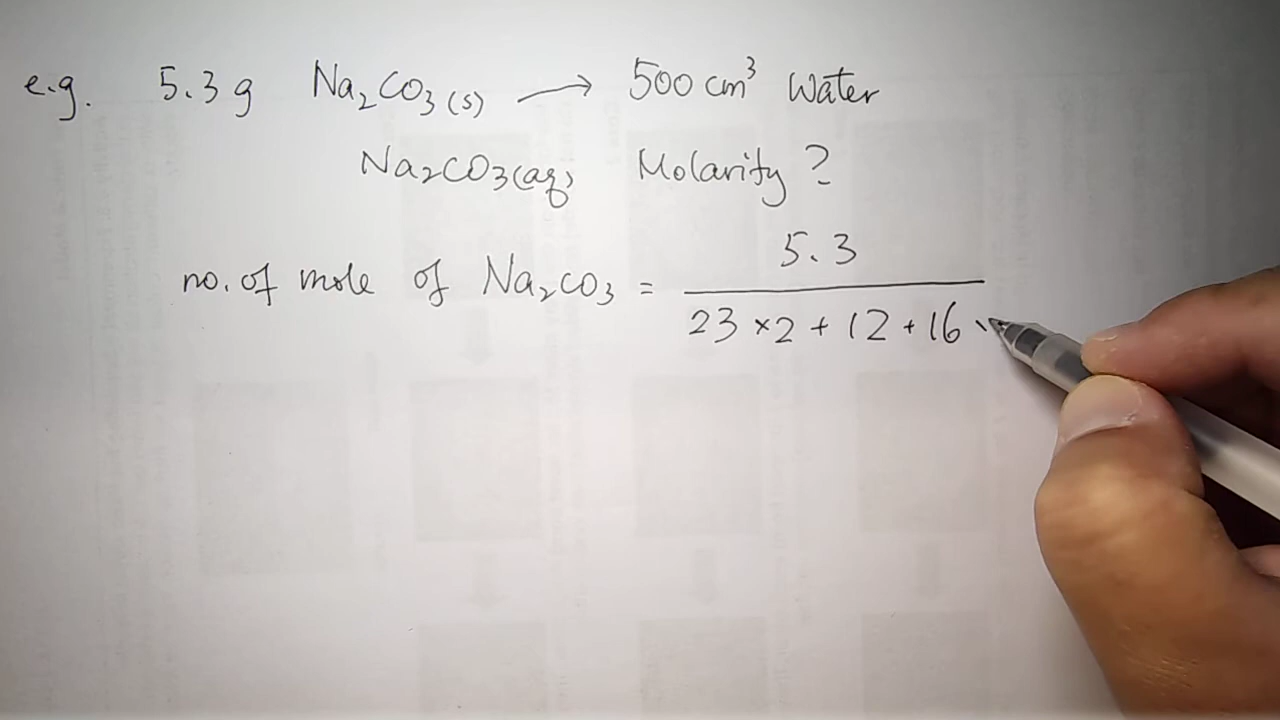 e.g. 5.3 g Na₂CO₃(s) → 500 cm³ Water
Na₂CO₃(aq) Molarity ?
5.3
no. of mole of Na₂CO₃ =
23 × 2 + 12 + 16